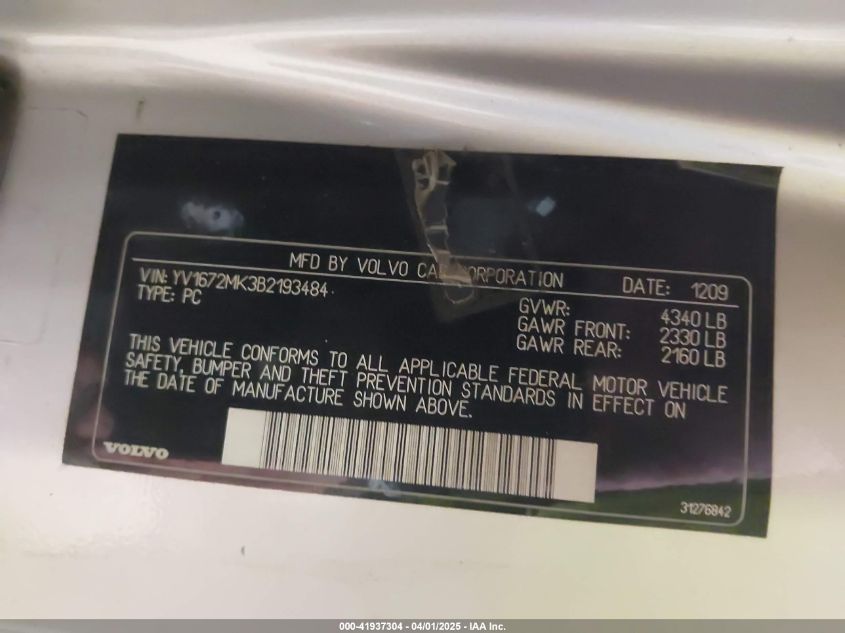 MFD BY VOLVO CAR CORPORATION DATE: 1209
VIN: YV1672MK3B2193484
TYPE: PC
GVWR: 4340 LB
GAWR FRONT: 2330 LB
GAWR REAR: 2160 LB
THIS VEHICLE CONFORMS TO ALL APPLICABLE FEDERAL MOTOR VEHICLE
SAFETY, BUMPER AND THEFT PREVENTION STANDARDS IN EFFECT ON
THE DATE OF MANUFACTURE SHOWN ABOVE.
VOLVO
31276842
000-41937304 - 04/01/2025 - IAA Inc.